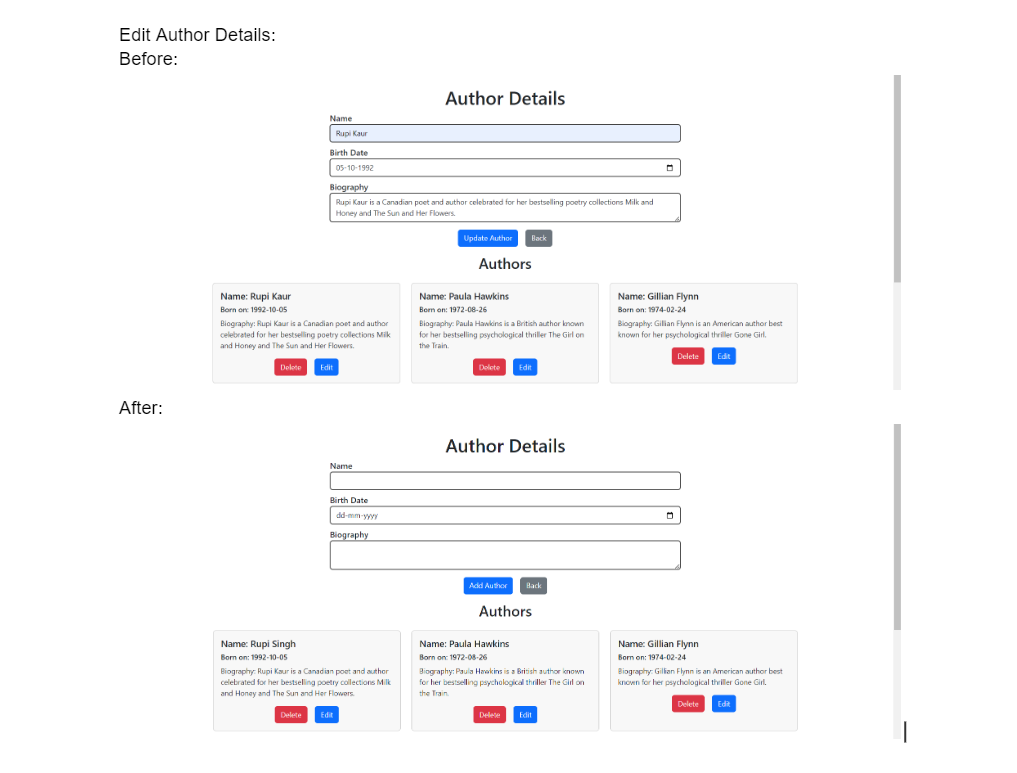 Edit Author Details:
Before:
Author Details
Name
Rupi Kaur
Birth Date
05-10-1992
Biography
Rupi Kaur is a Canadian poet and author celebrated for her bestselling poetry collections Milk and
Honey and The Sun and Her Flowers.
Update Author Back
Authors
Name: Rupi Kaur
Born on: 1992-10-05
Biography: Rupi Kaur is a Canadian poet and author
celebrated for her bestselling poetry collections Milk
and Honey and The Sun and Her Flowers.
Delete Edit
Name: Paula Hawkins
Born on: 1972-08-26
Biography: Paula Hawkins is a British author known
for her bestselling psychological thriller The Girl on
the Train.
Delete Edit
Name: Gillian Flynn
Born on: 1974-02-24
Biography: Gillian Flynn is an American author best
known for her psychological thriller Gone Girl.
Delete Edit
After:
Author Details
Name
Birth Date
dd-mm-yyyy
Biography
Add Author Back
Authors
Name: Rupi Singh
Born on: 1992-10-05
Biography: Rupi Kaur is a Canadian poet and author
celebrated for her bestselling poetry collections Milk
and Honey and The Sun and Her Flowers.
Delete Edit
Name: Paula Hawkins
Born on: 1972-08-26
Biography: Paula Hawkins is a British author known
for her bestselling psychological thriller The Girl on
the Train.
Delete Edit
Name: Gillian Flynn
Born on: 1974-02-24
Biography: Gillian Flynn is an American author best
known for her psychological thriller Gone Girl.
Delete Edit